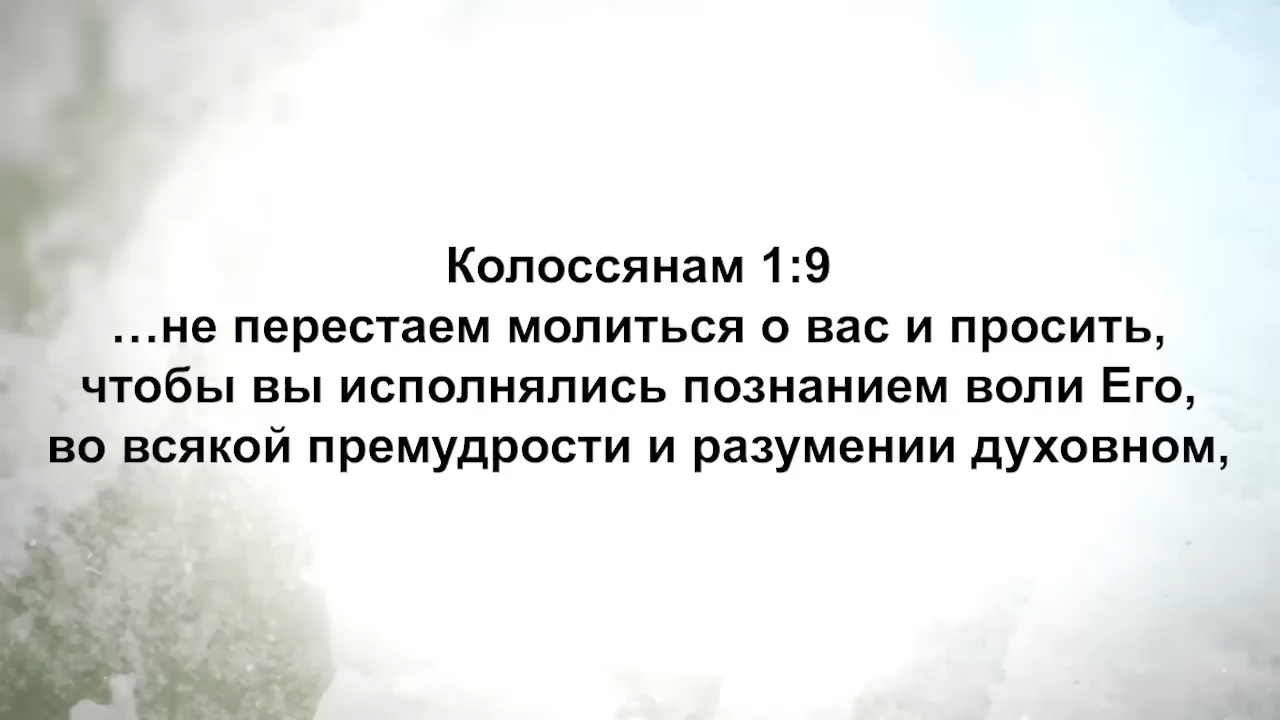 Колоссянам 1:9
…не перестаем молиться о вас и просить,
чтобы вы исполнялись познанием воли Его,
во всякой премудрости и разумении духовном,